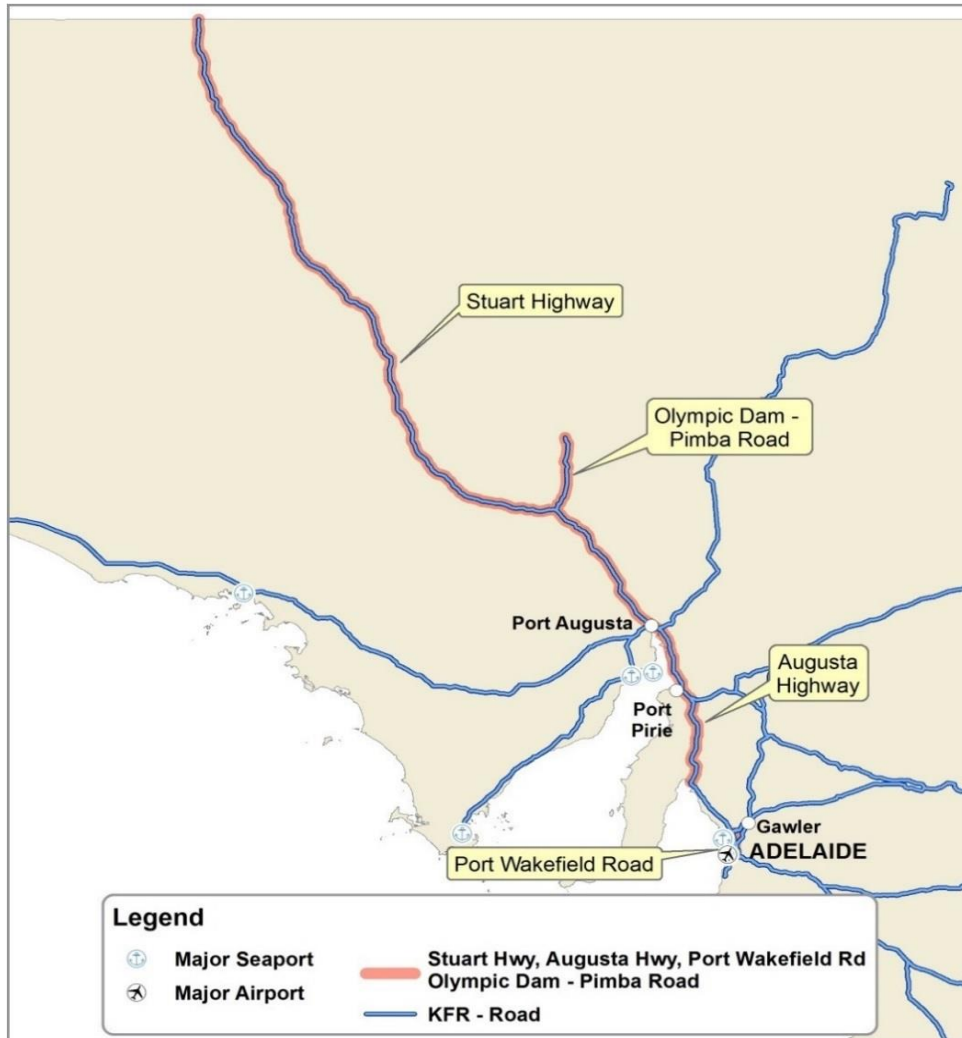 Stuart Highway
Olympic Dam -
Pimba Road
Port Augusta
Augusta
Highway
Port
Pirie
Gawler
ADELAIDE
Port Wakefield Road
Legend
Major Seaport
Major Airport
Stuart Hwy, Augusta Hwy, Port Wakefield Rd
Olympic Dam - Pimba Road
KFR - Road